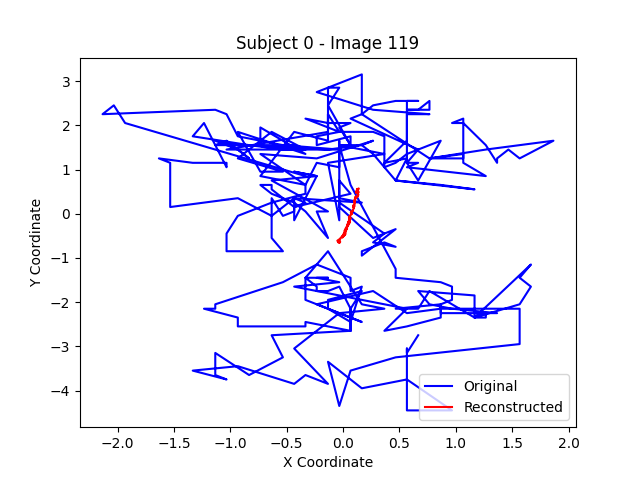 Subject 0 - Image 119
3
2
1
0
−1
−2
−3
−4
Y Coordinate
Original
Reconstructed
−2.0 −1.5 −1.0 −0.5 0.0 0.5 1.0 1.5 2.0
X Coordinate